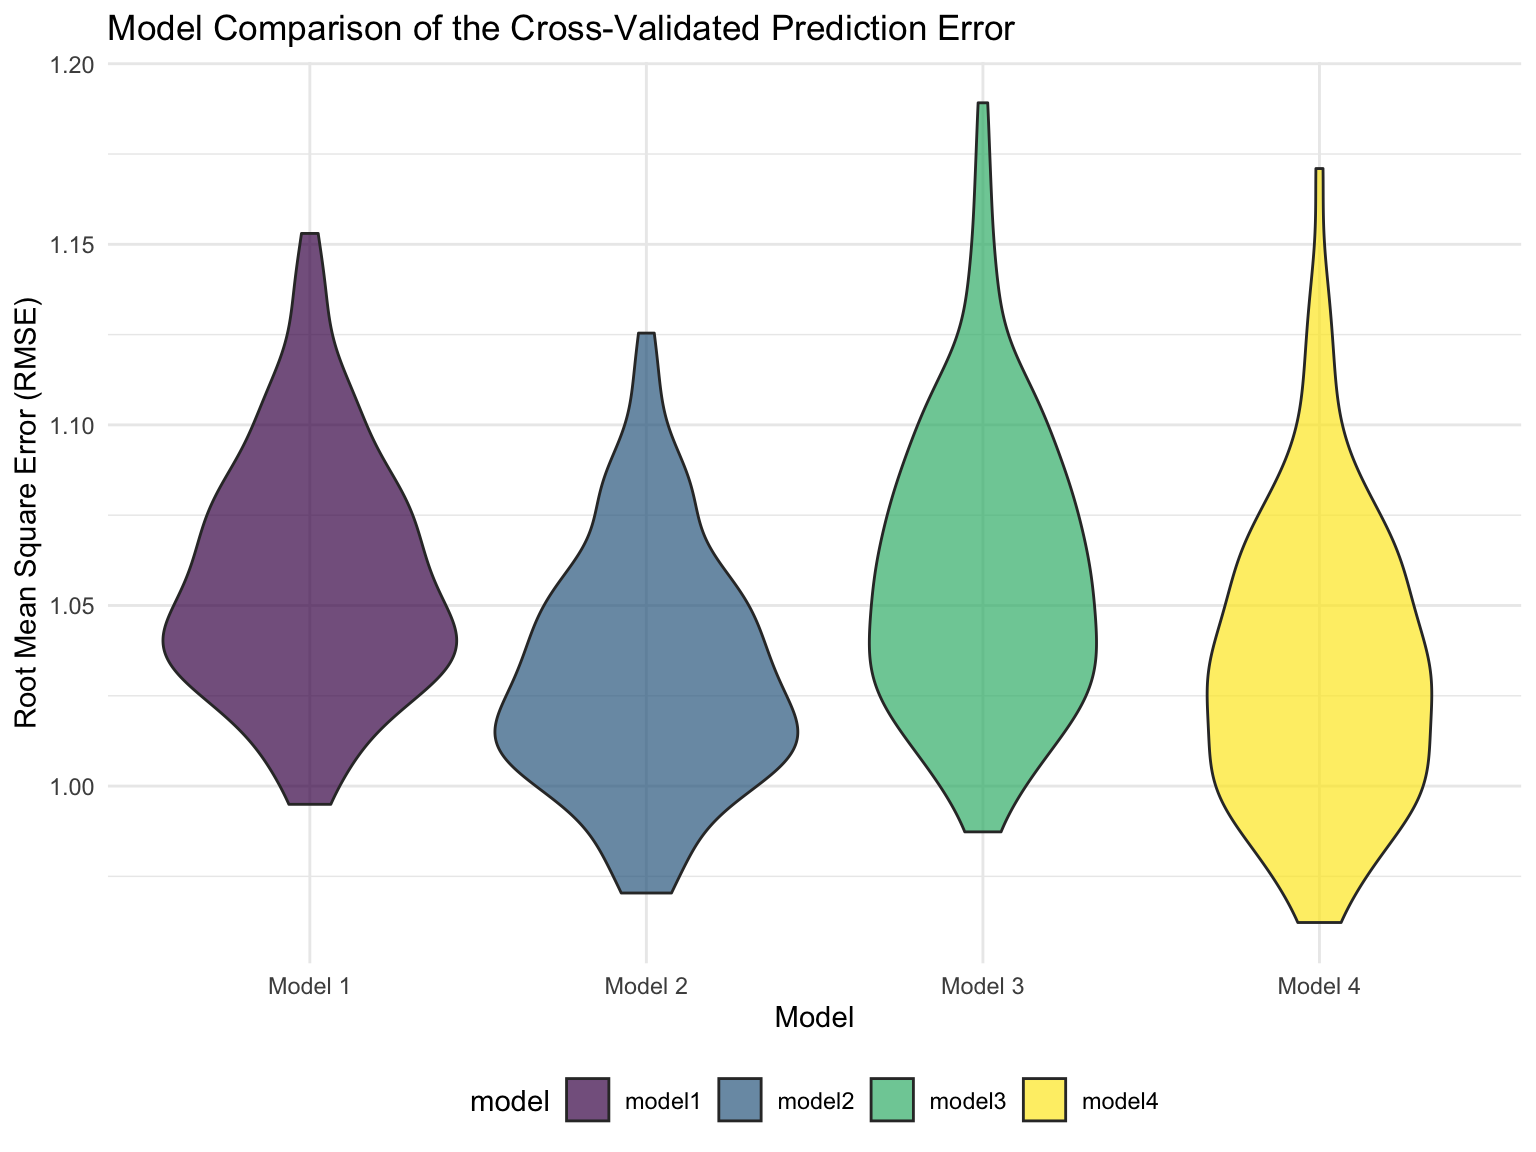 Model Comparison of the Cross-Validated Prediction Error
Root Mean Square Error (RMSE)
1.20
1.15
1.10
1.05
1.00
Model 1 Model 2 Model 3 Model 4
Model
model model1 model2 model3 model4